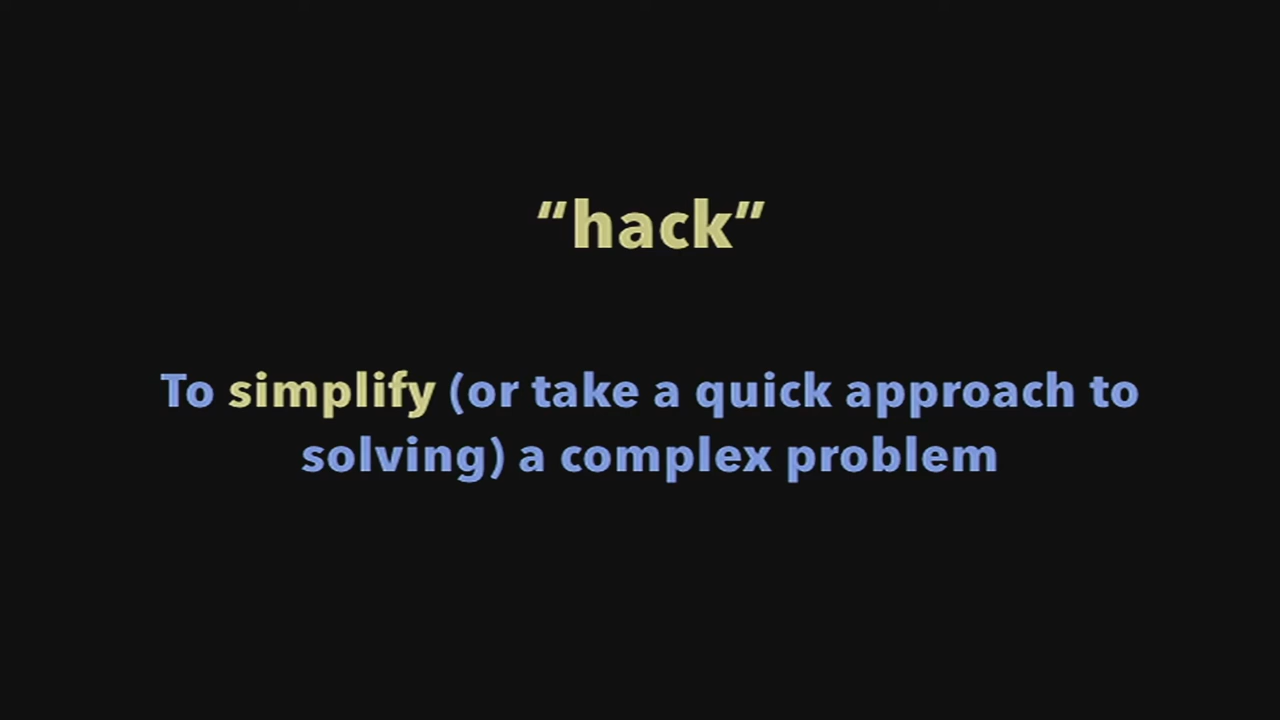 “hack”
To simplify (or take a quick approach to
solving) a complex problem